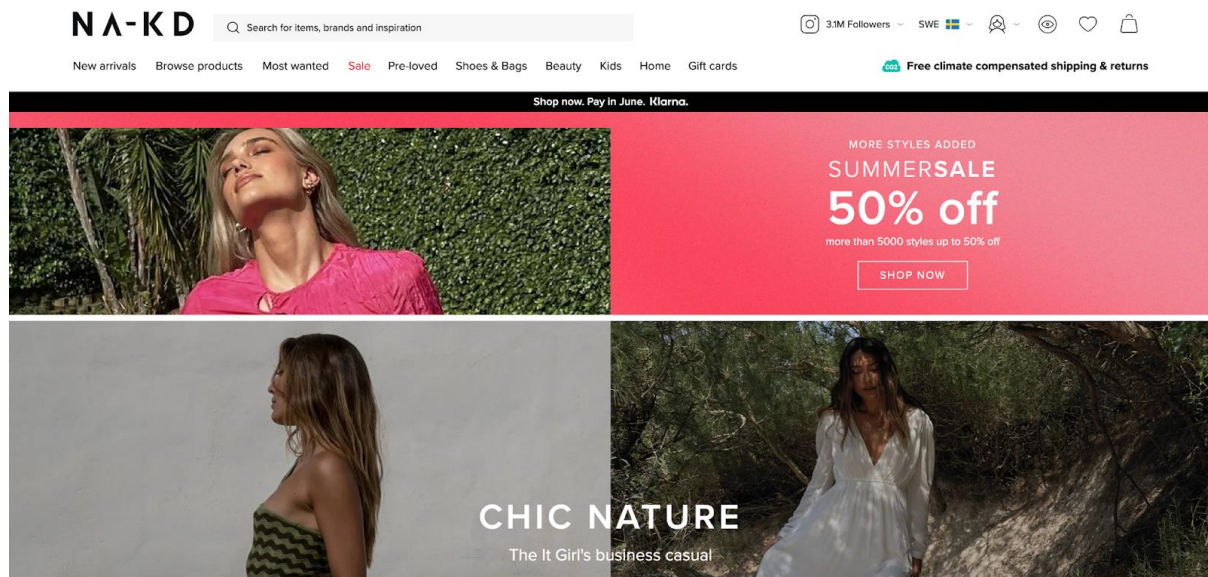 NA-KD
Search for items, brands and inspiration
3.1M Followers
SWE
New arrivals Browse products Most wanted Sale Pre-loved Shoes & Bags Beauty Kids Home Gift cards
CO2 Free climate compensated shipping & returns
Shop now. Pay in June. Klarna.
MORE STYLES ADDED
SUMMERSALE
50% off
more than 5000 styles up to 50% off
SHOP NOW
CHIC NATURE
The It Girl's business casual